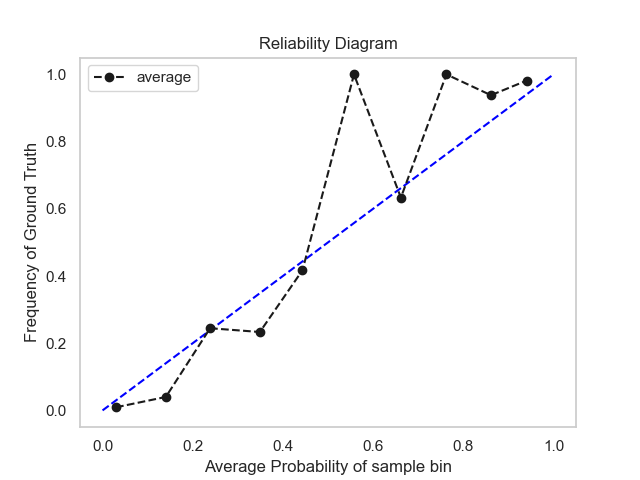 Reliability Diagram
average
Frequency of Ground Truth
1.0
0.8
0.6
0.4
0.2
0.0
0.0 0.2 0.4 0.6 0.8 1.0
Average Probability of sample bin